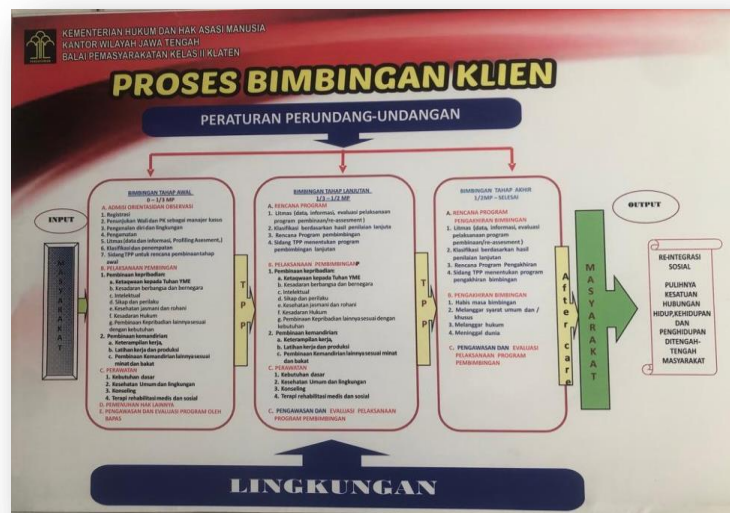 KEMENTERIAN HUKUM DAN HAK ASASI MANUSIA
KANTOR WILAYAH JAWA TENGAH
BALAI PEMASYARAKATAN KELAS II KLATEN
PROSES BIMBINGAN KLIEN
PERATURAN PERUNDANG-UNDANGAN
INPUT
MASYARAKAT
BIMBINGAN TAHAP AWAL
0 – 1/3 MP
A. ADMISI ORIENTASI DAN OBSERVASI
1. Registrasi
2. Penunjukan Wali dan PK sebagai manajer kasus
3. Pengenalan diri dan lingkungan
4. Pengamatan
5. Litmas (data dan informasi, Profiling Asesment,)
6. Klasifikasi dan penempatan
7. Sidang TPP untuk rencana pembinaan tahap
awal
B. PELAKSANAAN PEMBINGAN
1. Pembinaan kepribadian:
a. Ketaqwaan kepada Tuhan YME
b. Kesadaran berbangsa dan bernegara
c. Intelektual
d. Sikap dan perilaku
e. Kesehatan jasmani dan rohani
f. Kesadaran Hukum
g. Pembinaan Kepribadian lainnya sesuai
dengan kebutuhan
2. Pembinaan kemandirian
a. Keterampilan kerja,
b. Latihan kerja dan produksi
c. Pembinaan Kemandirian lainnya sesuai
minat dan bakat
C. PERAWATAN
1. Kebutuhan dasar
2. Kesehatan Umum dan lingkungan
3. Konseling
4. Terapi rehabilitasi medis dan sosial
D. PEMENUHAN HAK LAINNYA
E. PENGAWASAN DAN EVALUASI PROGRAM OLEH
BAPAS
TPP
BIMBINGAN TAHAP LANJUTAN
1/3 – 1/2 MP
A. RENCANA PROGRAM
1. Litmas (data, informasi, evaluasi pelaksanaan
program pembinaan/re-assesment)
2. Klasifikasi berdasarkan hasil penilaian lanjuta
3. Rencana Program pembimbingan
4. Sidang TPP menentukan program
pembimbingan lanjutan
B. PELAKSANAAN PEMBIMBINGAN
1. Pembinaan kepribadian:
a. Ketaqwaan kepada Tuhan YME
b. Kesadaran berbangsa dan bernegara
c. Intelektual
d. Sikap dan perilaku
e. Kesehatan jasmani dan rohani
f. Kesadaran Hukum
g. Pembinaan Kepribadian lainnya sesuai dengan
kebutuhan
2. Pembinaan kemandirian
a. Keterampilan kerja,
b. Latihan kerja dan produksi
c. Pembinaan Kemandirian lainnya sesuai minat
dan bakat
C. PERAWATAN
1. Kebutuhan dasar
2. Kesehatan Umum dan lingkungan
3. Konseling
4. Terapi rehabilitasi medis dan sosial
C. PENGAWASAN DAN EVALUASI PELAKSANAAN
PROGRAM PEMBIMBINGAN
TPP
BIMBINGAN TAHAP AKHIR
1/2MP – SELESAI
A. RENCANA PROGRAM
PENGAKHIRAN BIMBINGAN
1. Litmas (data, informasi, evaluasi
pelaksanaan program
pembinaan/re-assesment)
2. Klasifikasi berdasarkan hasil penilaian
lanjutan
3. Rencana Program Pengakhiran
4. Sidang TPP menentukan program
pengakhiran bimbingan
B. PENGAKHIRAN BIMBINGAN
1. Habis masa bimbingan
2. Melanggar syarat umum dan /
khusus
3. Melanggar hukum
4. Meninggal dunia
C. PENGAWASAN DAN EVALUASI
PELAKSANAAN PROGRAM
PEMBIMBINGAN
After care
MASYARAKAT
OUTPUT
RE-INTEGRASI
SOSIAL
PULIHNYA
KESATUAN
HUBUNGAN
HIDUP,KEHIDUPAN
DAN
PENGHIDUPAN
DITENGAH-
TENGAH
MASYARAKAT
LINGKUNGAN